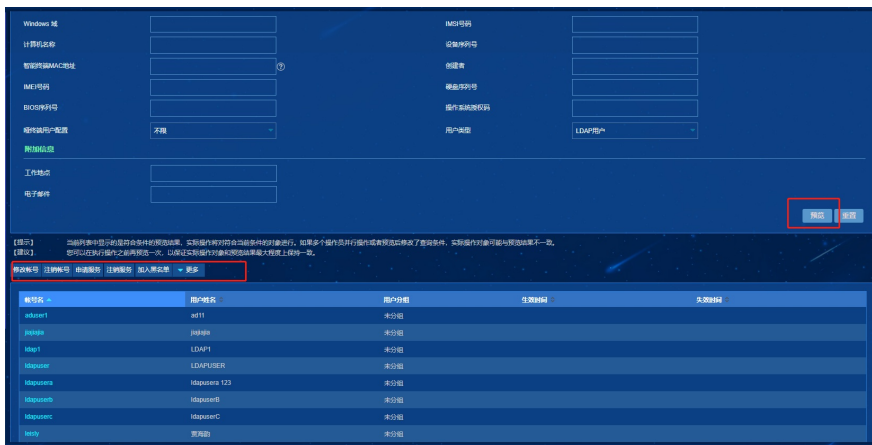 Windows 域 IMSI号码
计算机名称 设备序列号
智能终端MAC地址 创建者
IMEI号码 硬盘序列号
BIOS序列号 操作系统授权码
哑终端用户配置 不限 用户类型 LDAP用户
附加信息
工作地点
电子邮件
预览 重置
【提示】 当前列表中显示的是符合条件的预览结果，实际操作将对符合当前条件的对象进行。如果多个操作员并行操作或者预览后修改了查询条件，实际操作对象可能与预览结果不一致。
【建议】 您可以在执行操作之前再预览一次，以保证实际操作对象和预览结果最大程度上保持一致。
修改帐号 注销帐号 申请服务 注销服务 加入黑名单 更多
帐号名 用户姓名 用户分组 生效时间 失效时间
aduser1 ad11 未分组
jiajiajia jiajiajia 未分组
ldap1 LDAP1 未分组
ldapuser LDAPUSER 未分组
ldapusera ldapusera 123 未分组
ldapuserb ldapuserB 未分组
ldapuserc ldapuserC 未分组
未分组